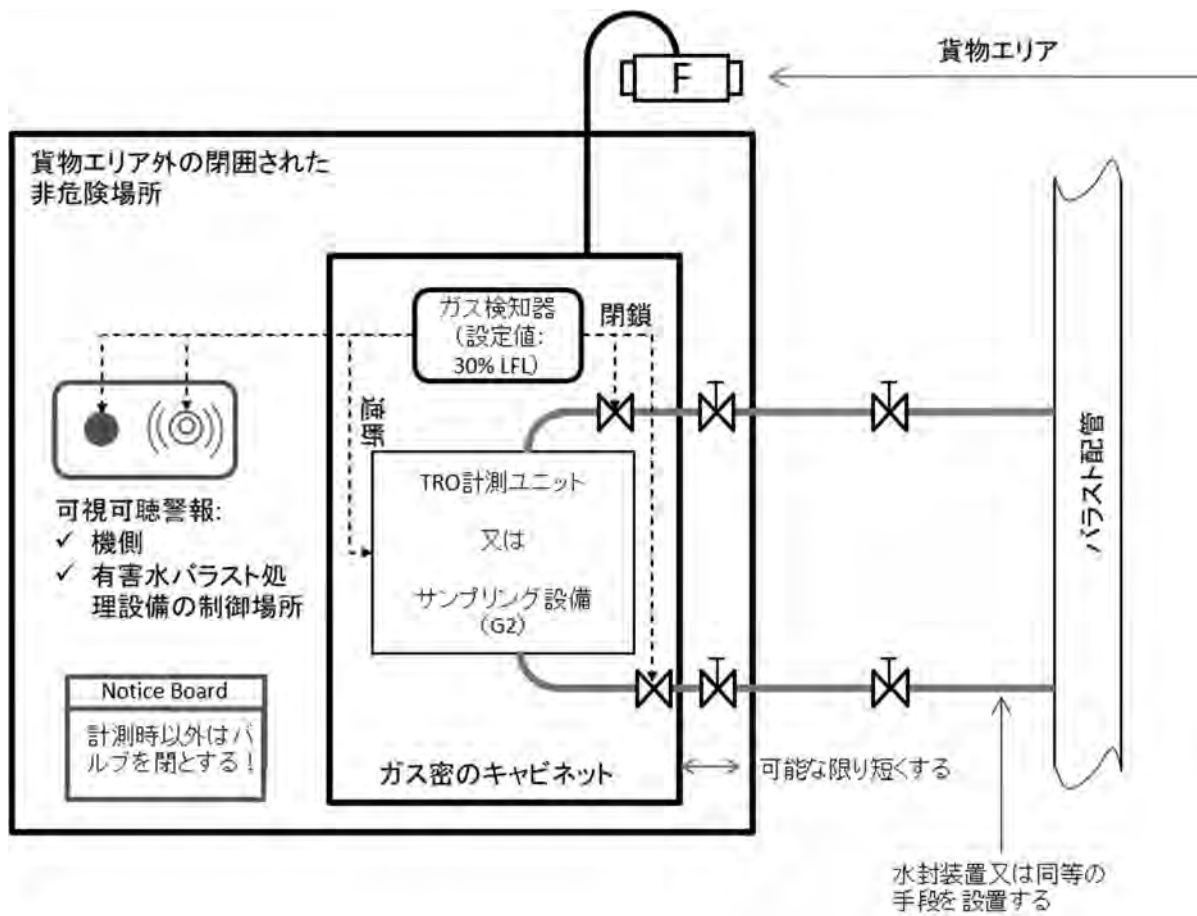 貨物エリア
F
貨物エリア外の閉囲された
非危険場所
ガス検知器
(設定値:
30% LFL)
閉鎖
遮断
TRO計測ユニット
又は
サンプリング設備
(G2)
可視可聴警報:
✓ 機側
✓ 有害水バラスト処
理設備の制御場所
Notice Board
計測時以外はバ
ルブを閉とする!
ガス密のキャビネット
可能な限り短くする
バラスト配管
水封装置又は同等の
手段を設置する